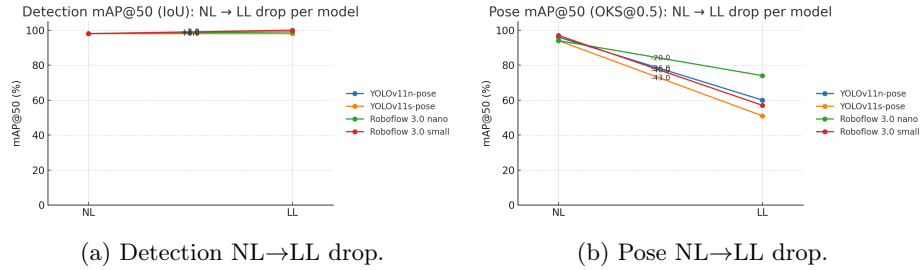 Detection mAP@50 (IoU): NL → LL drop per model
100
80
60
40
20
0
mAP@50 (%)
NL
LL
YOLOv11n-pose
YOLOv11s-pose
Roboflow 3.0 nano
Roboflow 3.0 small
(a) Detection NL→LL drop.
Pose mAP@50 (OKS@0.5): NL → LL drop per model
100
80
60
40
20
0
mAP@50 (%)
-20.0
-43.0
NL
LL
YOLOv11n-pose
YOLOv11s-pose
Roboflow 3.0 nano
Roboflow 3.0 small
(b) Pose NL→LL drop.